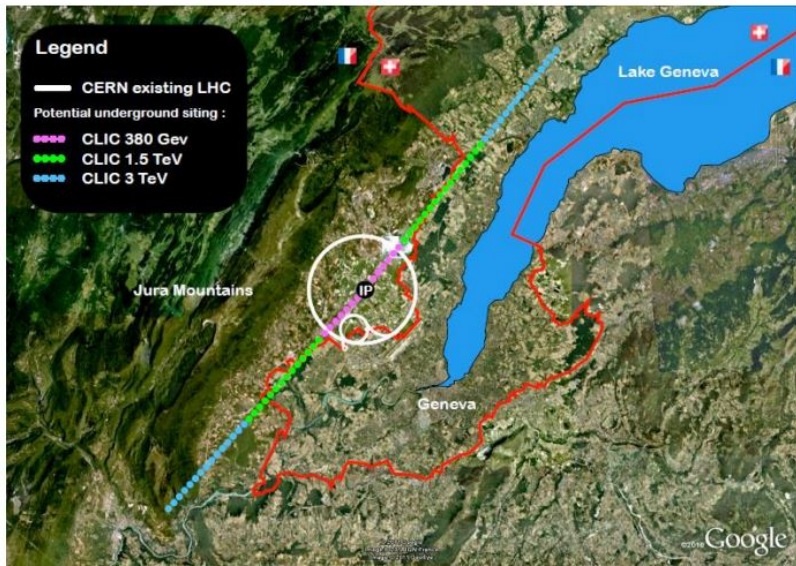 Legend
CERN existing LHC
Potential underground siting :
CLIC 380 Gev
CLIC 1.5 TeV
CLIC 3 TeV
Lake Geneva
Jura Mountains
IP
Geneva
Google